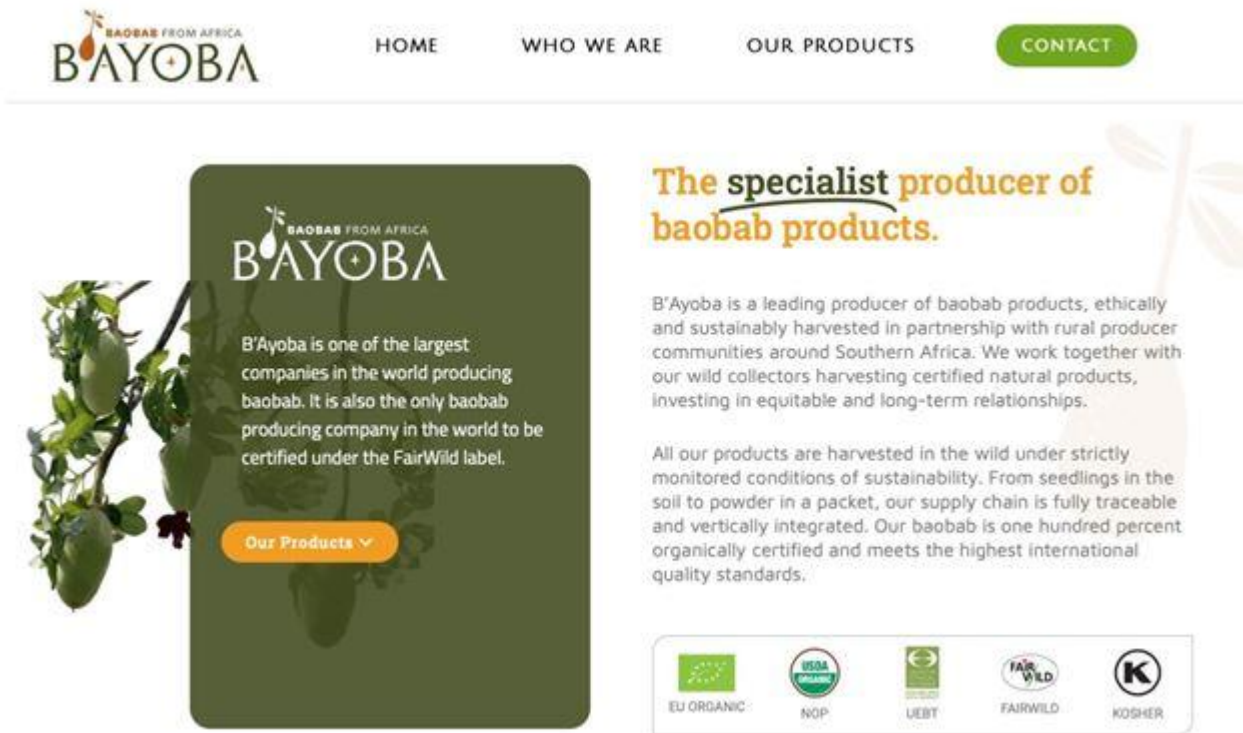 BAOBAB FROM AFRICA
B'AYOBA
HOME
WHO WE ARE
OUR PRODUCTS
CONTACT
BAOBAB FROM AFRICA
B'AYOBA
B'Ayoba is one of the largest
companies in the world producing
baobab. It is also the only baobab
producing company in the world to be
certified under the FairWild label.
Our Products
The specialist producer of
baobab products.
B'Ayoba is a leading producer of baobab products, ethically
and sustainably harvested in partnership with rural producer
communities around Southern Africa. We work together with
our wild collectors harvesting certified natural products,
investing in equitable and long-term relationships.
All our products are harvested in the wild under strictly
monitored conditions of sustainability. From seedlings in the
soil to powder in a packet, our supply chain is fully traceable
and vertically integrated. Our baobab is one hundred percent
organically certified and meets the highest international
quality standards.
EU ORGANIC
USDA
ORGANIC
NOP
UEBT
FAIR
WILD
FAIRWILD
K
KOSHER